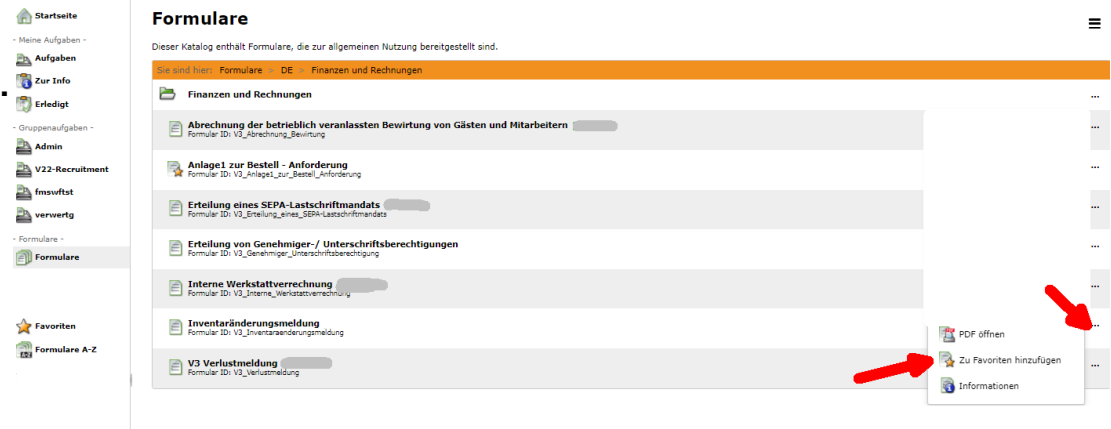 Startseite
- Meine Aufgaben -
Aufgaben
Zur Info
Erledigt
- Gruppenaufgaben -
Admin
V22-Recruitment
fmswftst
verwertg
- Formulare -
Formulare
Favoriten
Formulare A-Z
Formulare
Dieser Katalog enthält Formulare, die zur allgemeinen Nutzung bereitgestellt sind.
Sie sind hier: Formulare > DE > Finanzen und Rechnungen
Finanzen und Rechnungen ...
Abrechnung der betrieblich veranlassten Bewirtung von Gästen und Mitarbeitern ...
Formular ID: V3_Abrechnung_Bewirtung
Anlage1 zur Bestell - Anforderung ...
Formular ID: V3_Anlage1_zur_Bestell_Anforderung
Erteilung eines SEPA-Lastschriftmandats ...
Formular ID: V3_Erteilung_eines_SEPA-Lastschriftmandats
Erteilung von Genehmiger-/ Unterschriftsberechtigungen ...
Formular ID: V3_Genehmiger_Unterschriftsberechtigung
Interne Werkstattverrechnung ...
Formular ID: V3_Interne_Werkstattverrechnung
Inventaränderungsmeldung ...
Formular ID: V3_Inventaraenderungsmeldung
V3 Verlustmeldung ...
Formular ID: V3_Verlustmeldung
PDF öffnen
Zu Favoriten hinzufügen
Informationen